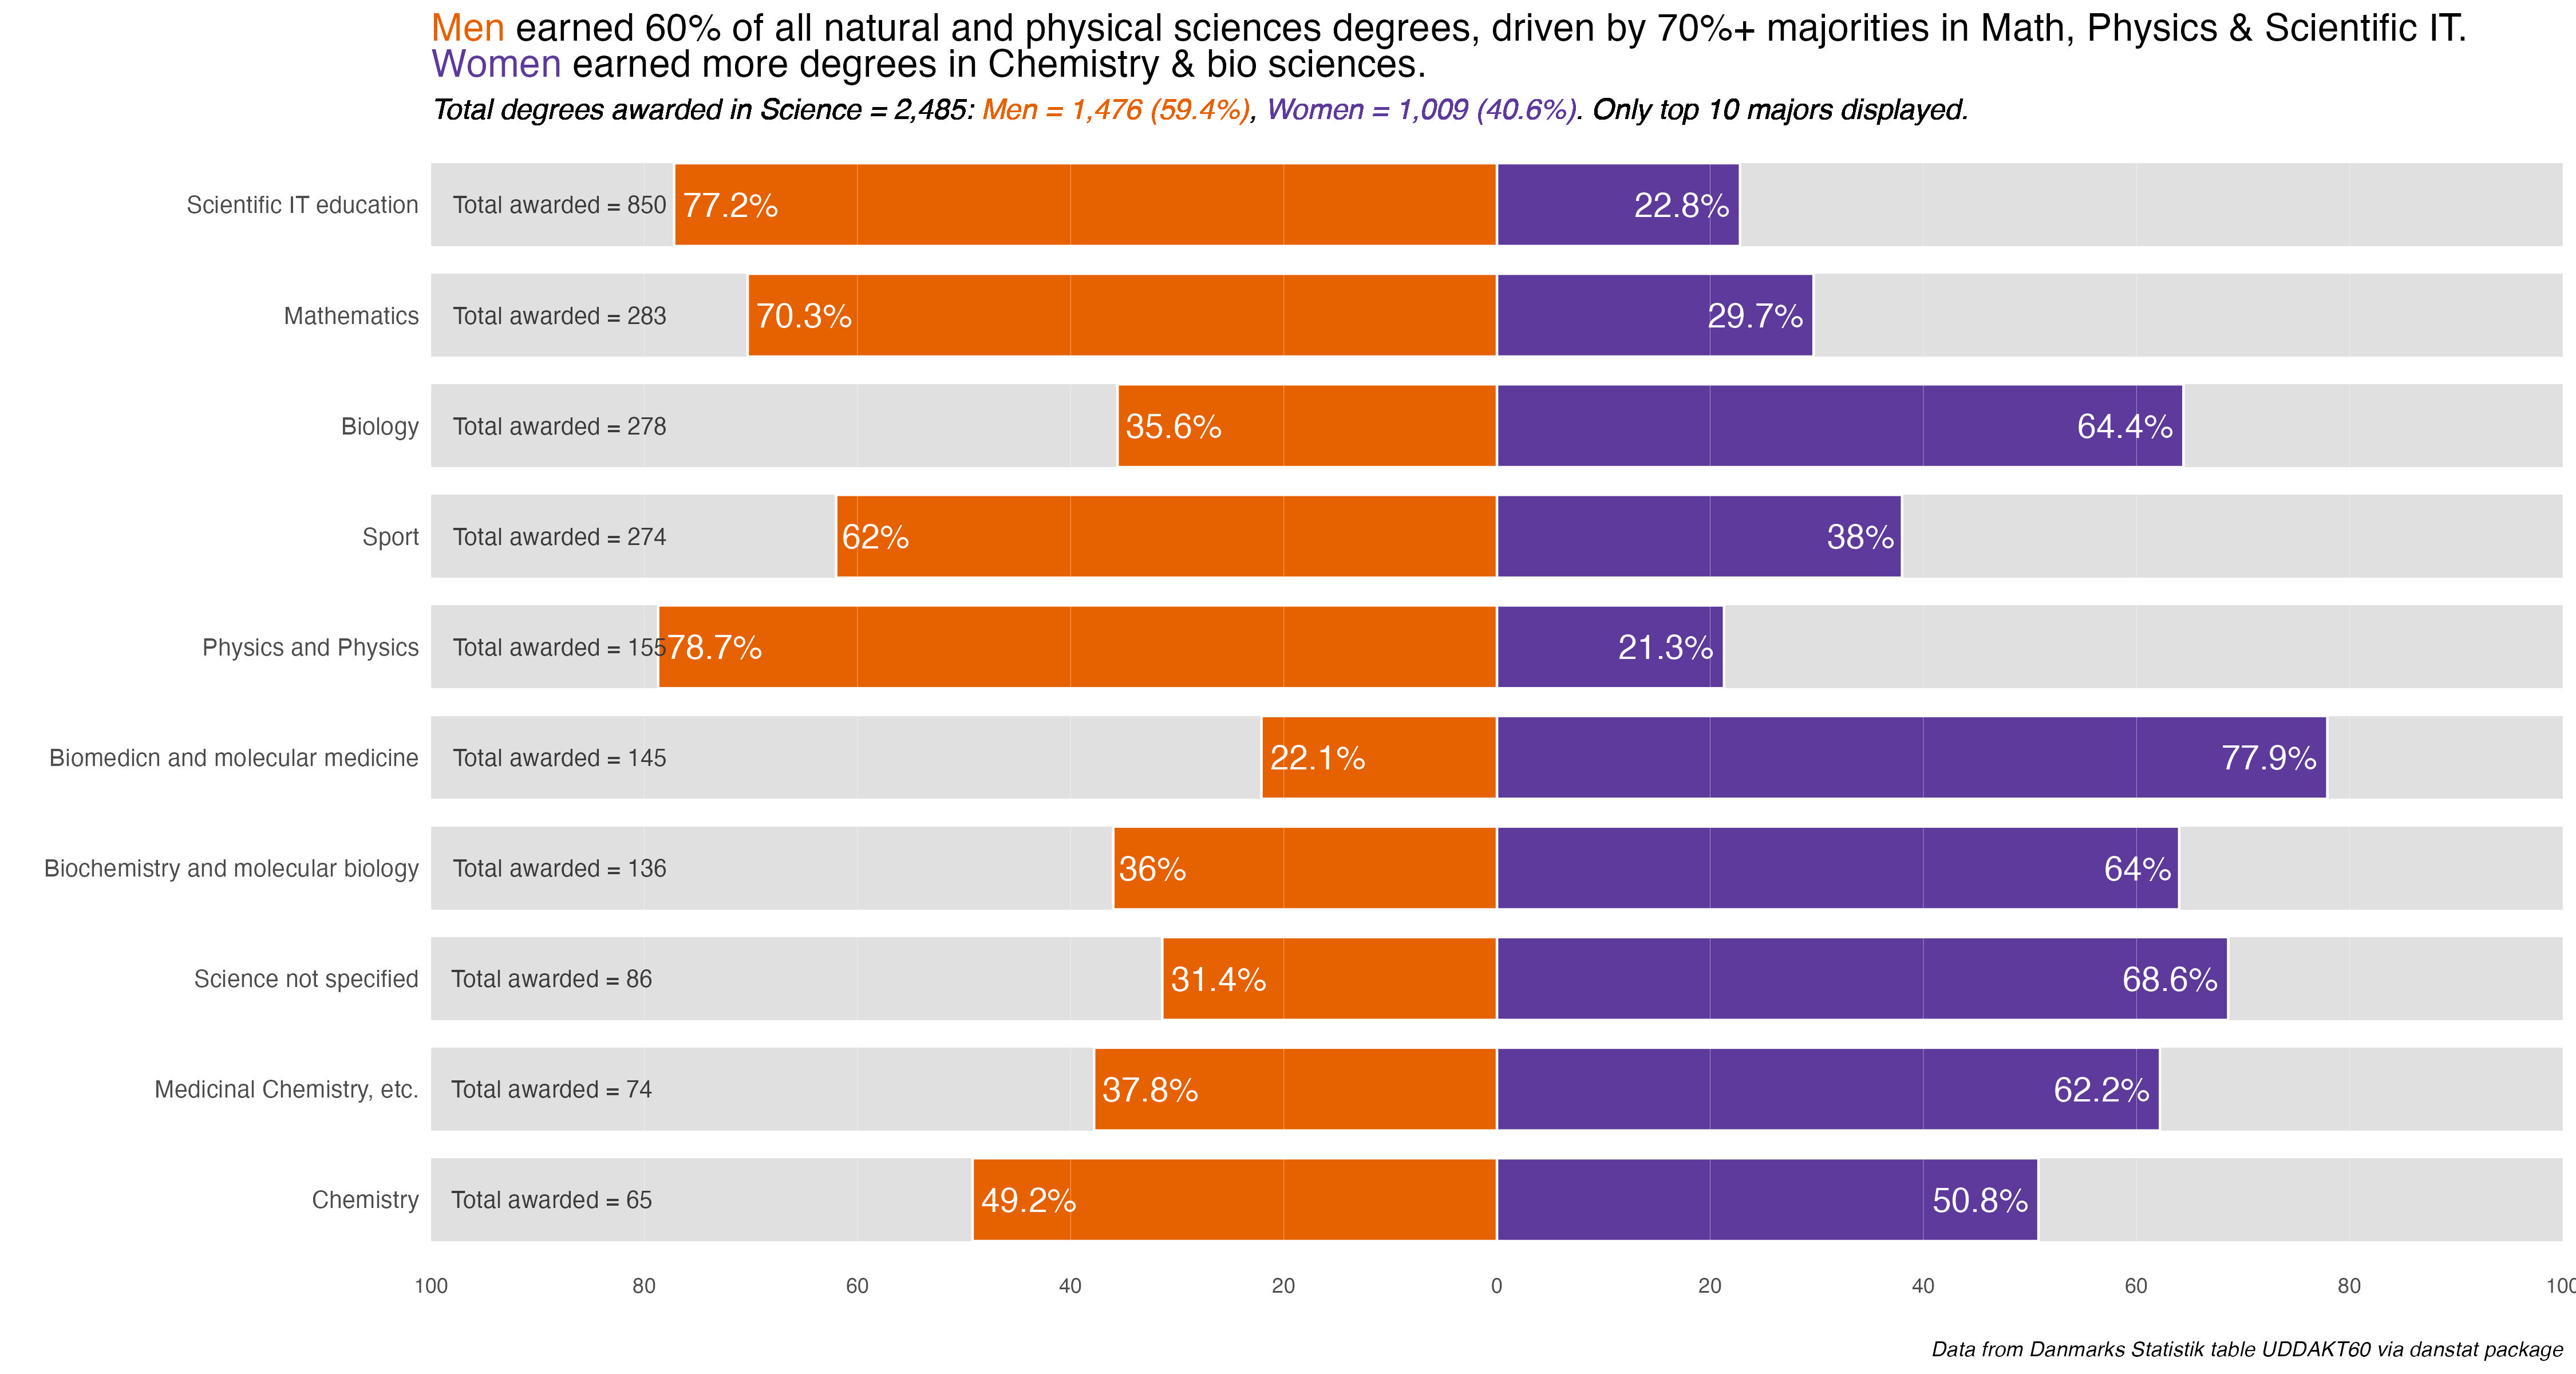 Men earned 60% of all natural and physical sciences degrees, driven by 70%+ majorities in Math, Physics & Scientific IT.
Women earned more degrees in Chemistry & bio sciences.
Total degrees awarded in Science = 2,485: Men = 1,476 (59.4%), Women = 1,009 (40.6%). Only top 10 majors displayed.
Scientific IT education Total awarded = 850 77.2% 22.8%
Mathematics Total awarded = 283 70.3% 29.7%
Biology Total awarded = 278 35.6% 64.4%
Sport Total awarded = 274 62% 38%
Physics and Physics Total awarded = 155 78.7% 21.3%
Biomedicn and molecular medicine Total awarded = 145 22.1% 77.9%
Biochemistry and molecular biology Total awarded = 136 36% 64%
Science not specified Total awarded = 86 31.4% 68.6%
Medicinal Chemistry, etc. Total awarded = 74 37.8% 62.2%
Chemistry Total awarded = 65 49.2% 50.8%
100 80 60 40 20 0 20 40 60 80 100
Data from Danmarks Statistik table UDDAKT60 via danstat package